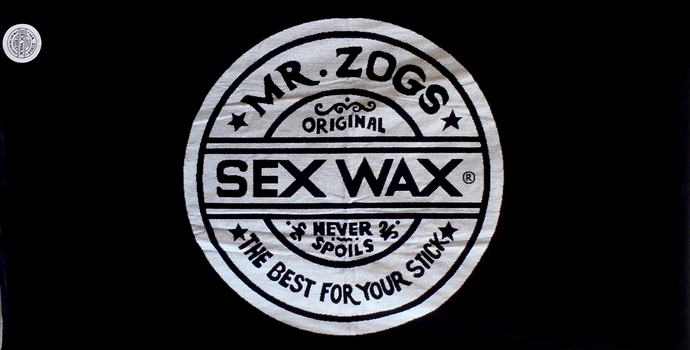 MR. ZOGS
ORIGINAL
SEX WAX®
NEVER
SPOILS
THE BEST FOR YOUR STICK